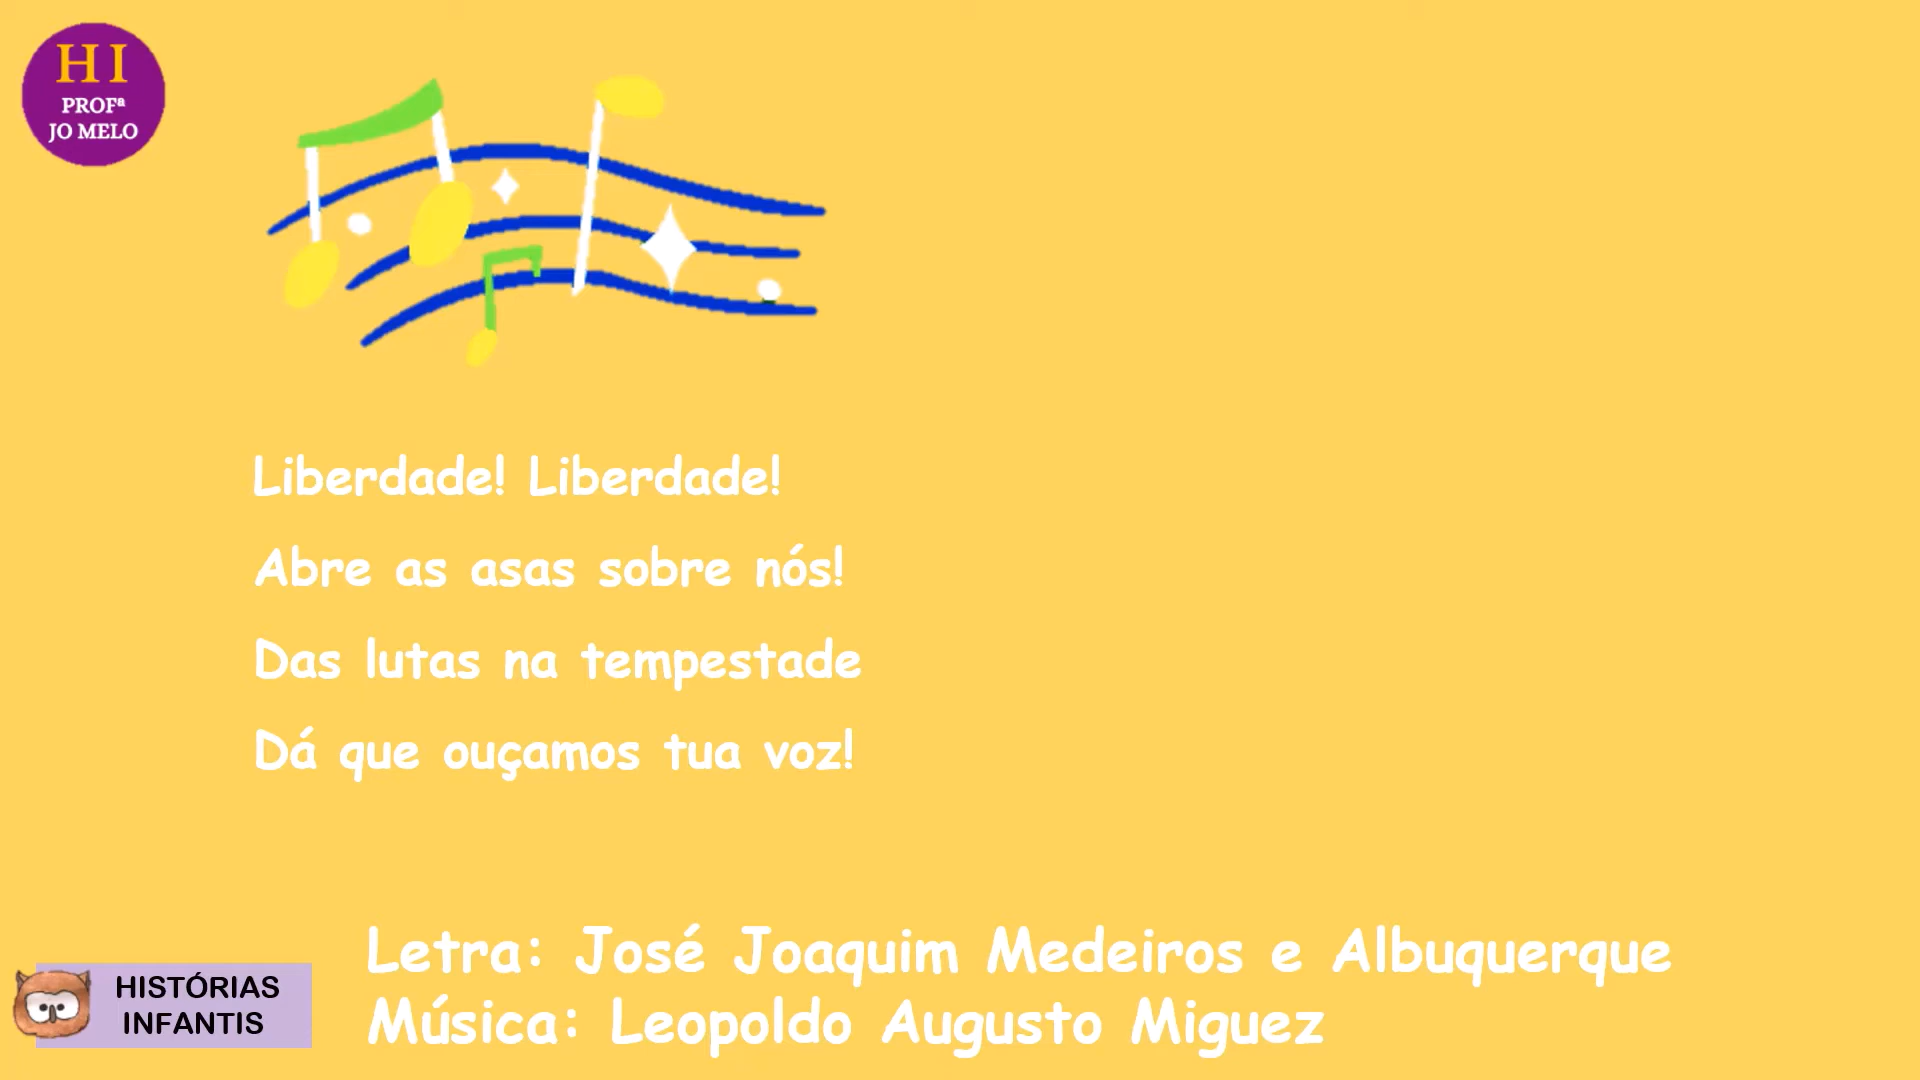 HI
PROFª
JO MELO
Liberdade! Liberdade!
Abre as asas sobre nós!
Das lutas na tempestade
Dá que ouçamos tua voz!
Letra: José Joaquim Medeiros e Albuquerque
Música: Leopoldo Augusto Miguez
HISTÓRIAS
INFANTIS